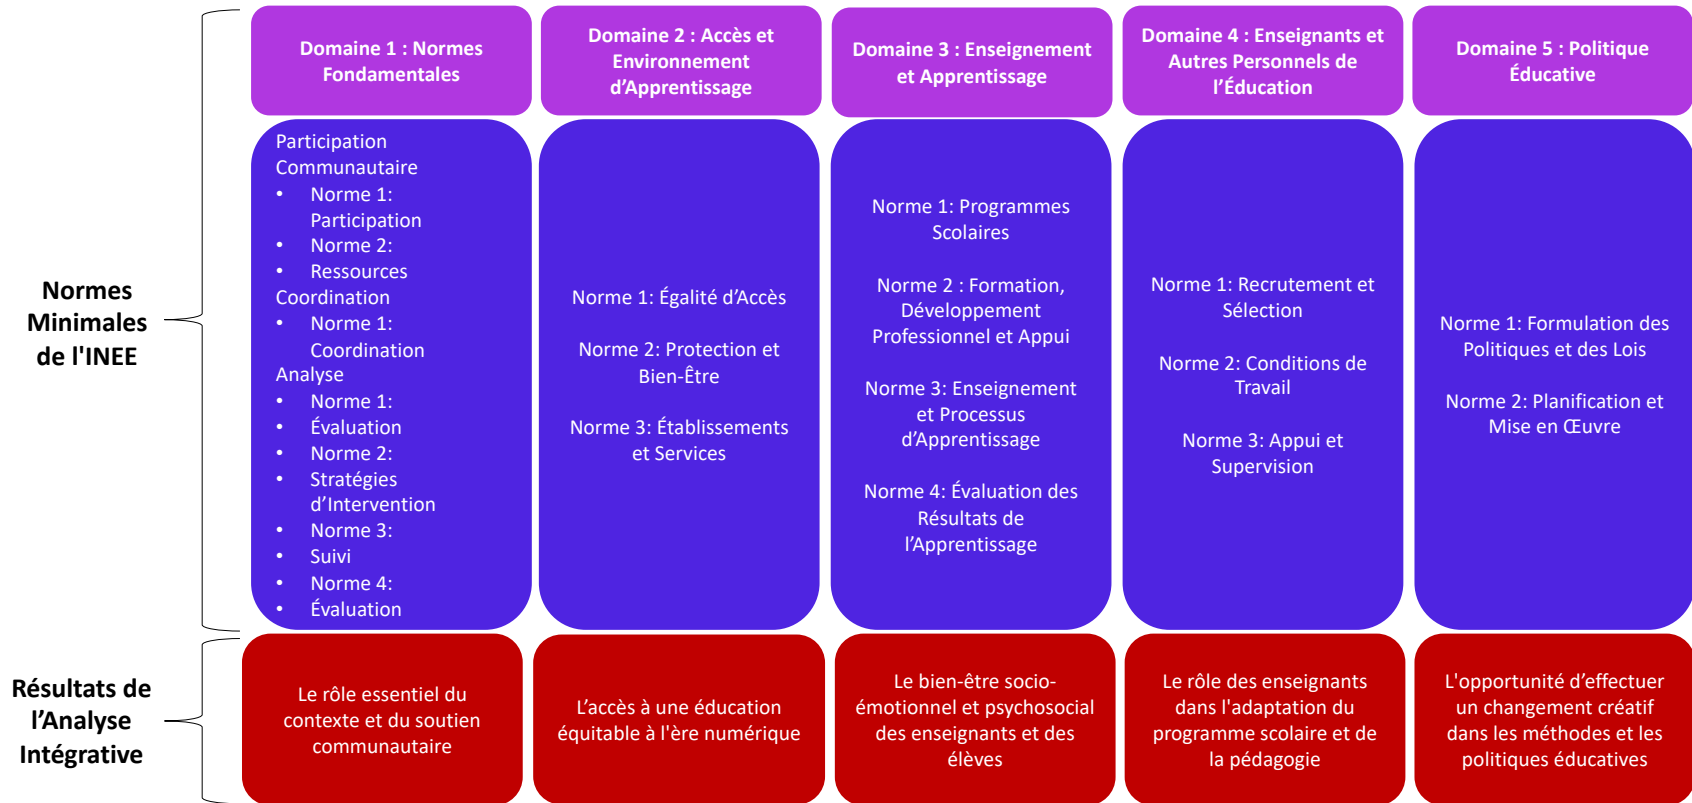 Domaine 1 : Normes
Fondamentales
Domaine 2 : Accès et
Environnement
d’Apprentissage
Domaine 3 : Enseignement
et Apprentissage
Domaine 4 : Enseignants et
Autres Personnels de
l’Éducation
Domaine 5 : Politique
Éducative
Normes
Minimales
de l'INEE
Participation
Communautaire
• Norme 1:
Participation
• Norme 2:
• Ressources
Coordination
• Norme 1:
Coordination
Analyse
• Norme 1:
• Évaluation
• Norme 2:
• Stratégies
d’Intervention
• Norme 3:
• Suivi
• Norme 4:
• Évaluation
Norme 1: Égalité d’Accès
Norme 2: Protection et
Bien-Être
Norme 3: Établissements
et Services
Norme 1: Programmes
Scolaires
Norme 2 : Formation,
Développement
Professionnel et Appui
Norme 3: Enseignement
et Processus
d’Apprentissage
Norme 4: Évaluation des
Résultats de
l’Apprentissage
Norme 1: Recrutement et
Sélection
Norme 2: Conditions de
Travail
Norme 3: Appui et
Supervision
Norme 1: Formulation des
Politiques et des Lois
Norme 2: Planification et
Mise en Œuvre
Résultats de
l’Analyse
Intégrative
Le rôle essentiel du
contexte et du soutien
communautaire
L’accès à une éducation
équitable à l'ère numérique
Le bien-être socio-
émotionnel et psychosocial
des enseignants et des
élèves
Le rôle des enseignants
dans l'adaptation du
programme scolaire et de
la pédagogie
L'opportunité d’effectuer
un changement créatif
dans les méthodes et les
politiques éducatives